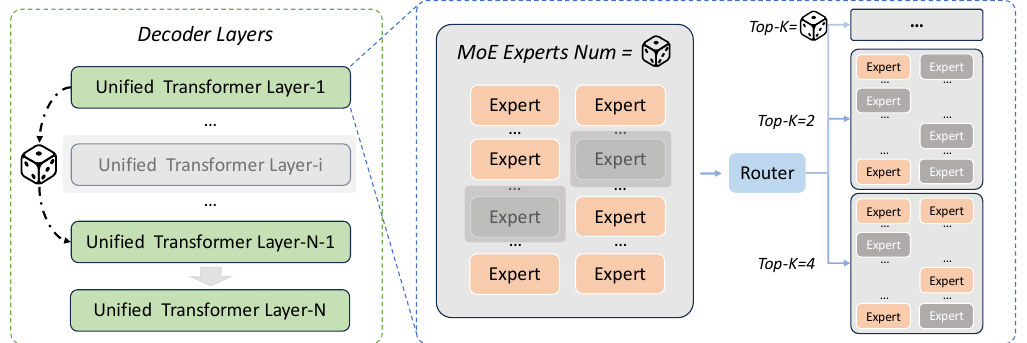 Decoder Layers
Unified Transformer Layer-1
...
Unified Transformer Layer-i
...
Unified Transformer Layer-N-1
Unified Transformer Layer-N
MoE Experts Num =
Expert Expert
... ...
Expert Expert
... ...
Expert Expert
... ...
Expert Expert
Router
Top-K=
...
Top-K=2
Expert Expert
... ...
Expert
...
Expert
... ...
Expert Expert
Top-K=4
Expert Expert
... ...
Expert
...
Expert
... ...
Expert Expert